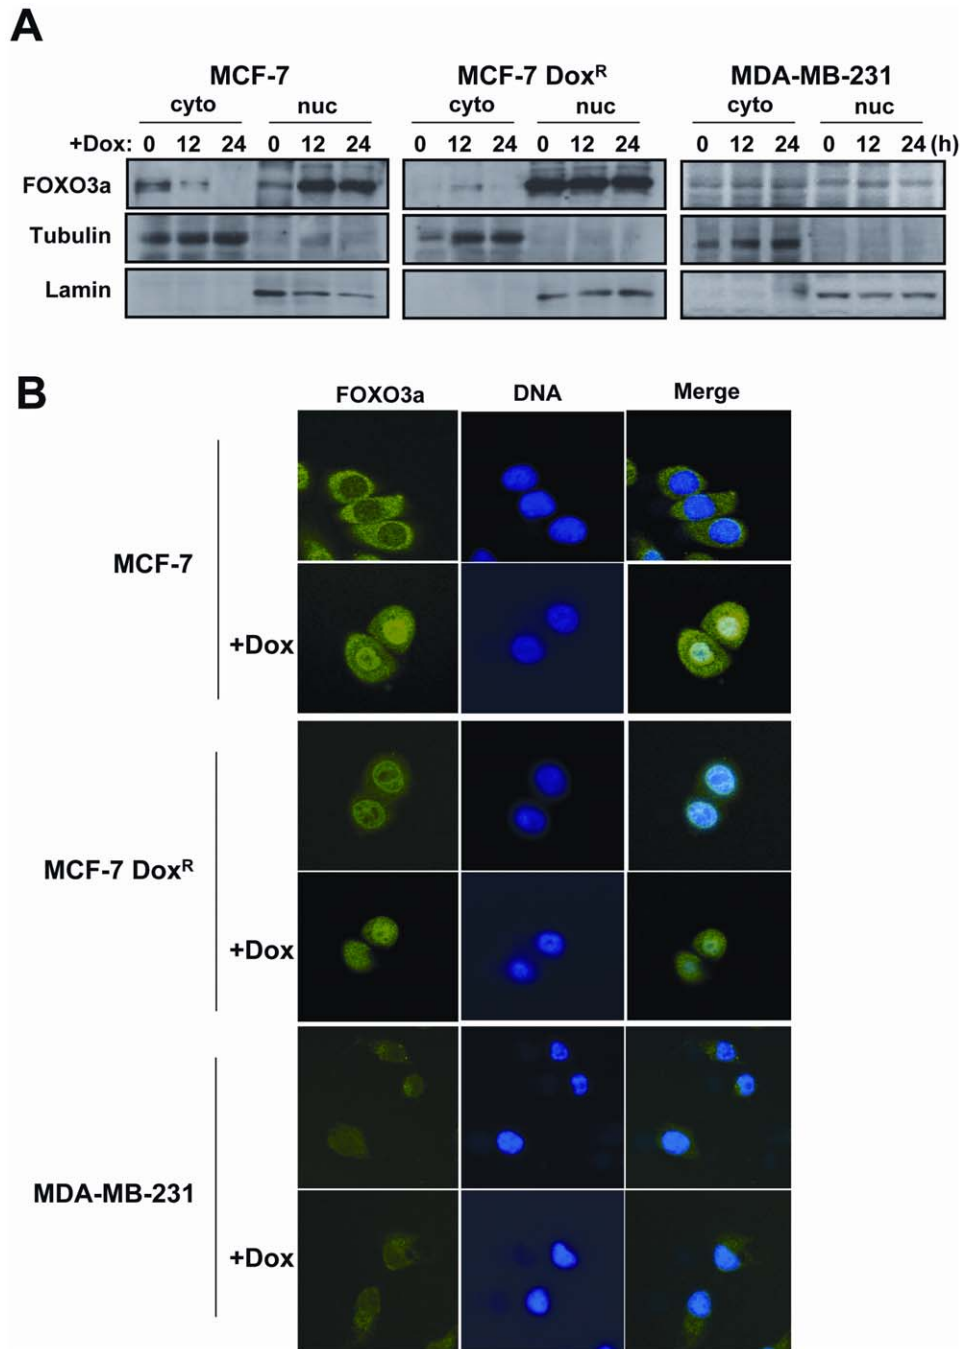 A
MCF-7 MCF-7 Dox^R MDA-MB-231
cyto nuc cyto nuc cyto nuc
+Dox: 0 12 24 0 12 24 0 12 24 0 12 24 0 12 24 0 12 24 (h)
FOXO3a
Tubulin
Lamin
B
FOXO3a DNA Merge
MCF-7
+Dox
MCF-7 Dox^R
+Dox
MDA-MB-231
+Dox